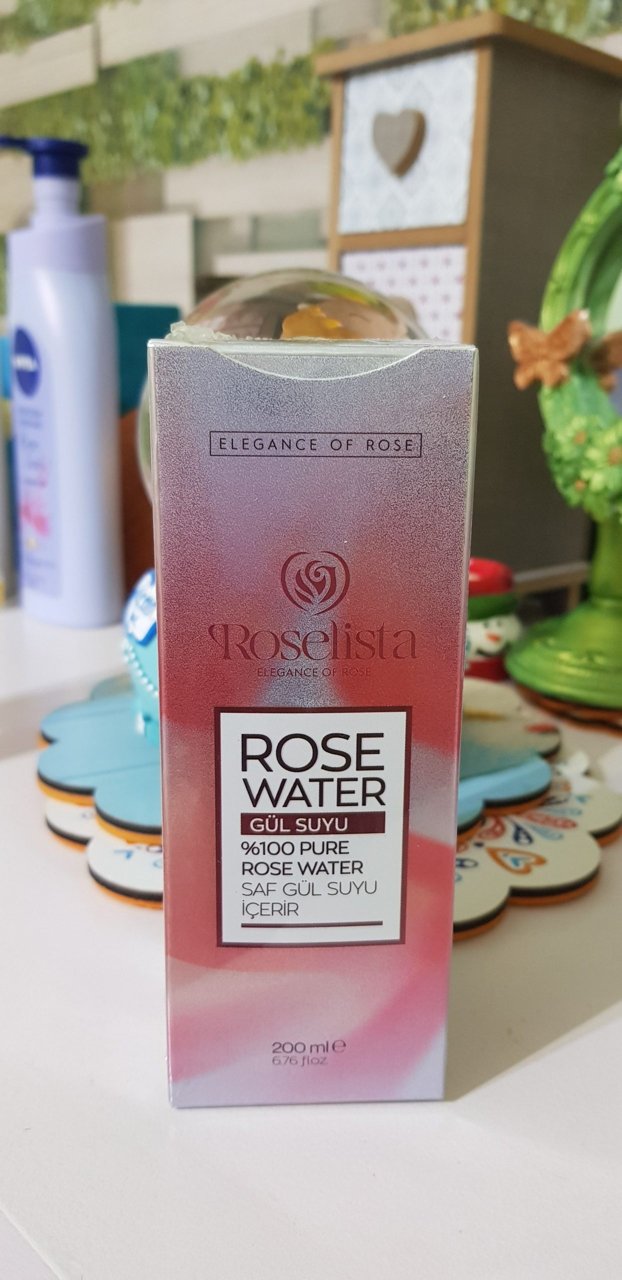 ELEGANCE OF ROSE
Roselista
ELEGANCE OF ROSE
ROSE
WATER
GÜL SUYU
%100 PURE
ROSE WATER
SAF GÜL SUYU
İÇERİR
200 ml e
6.76 fl oz
NIVEA